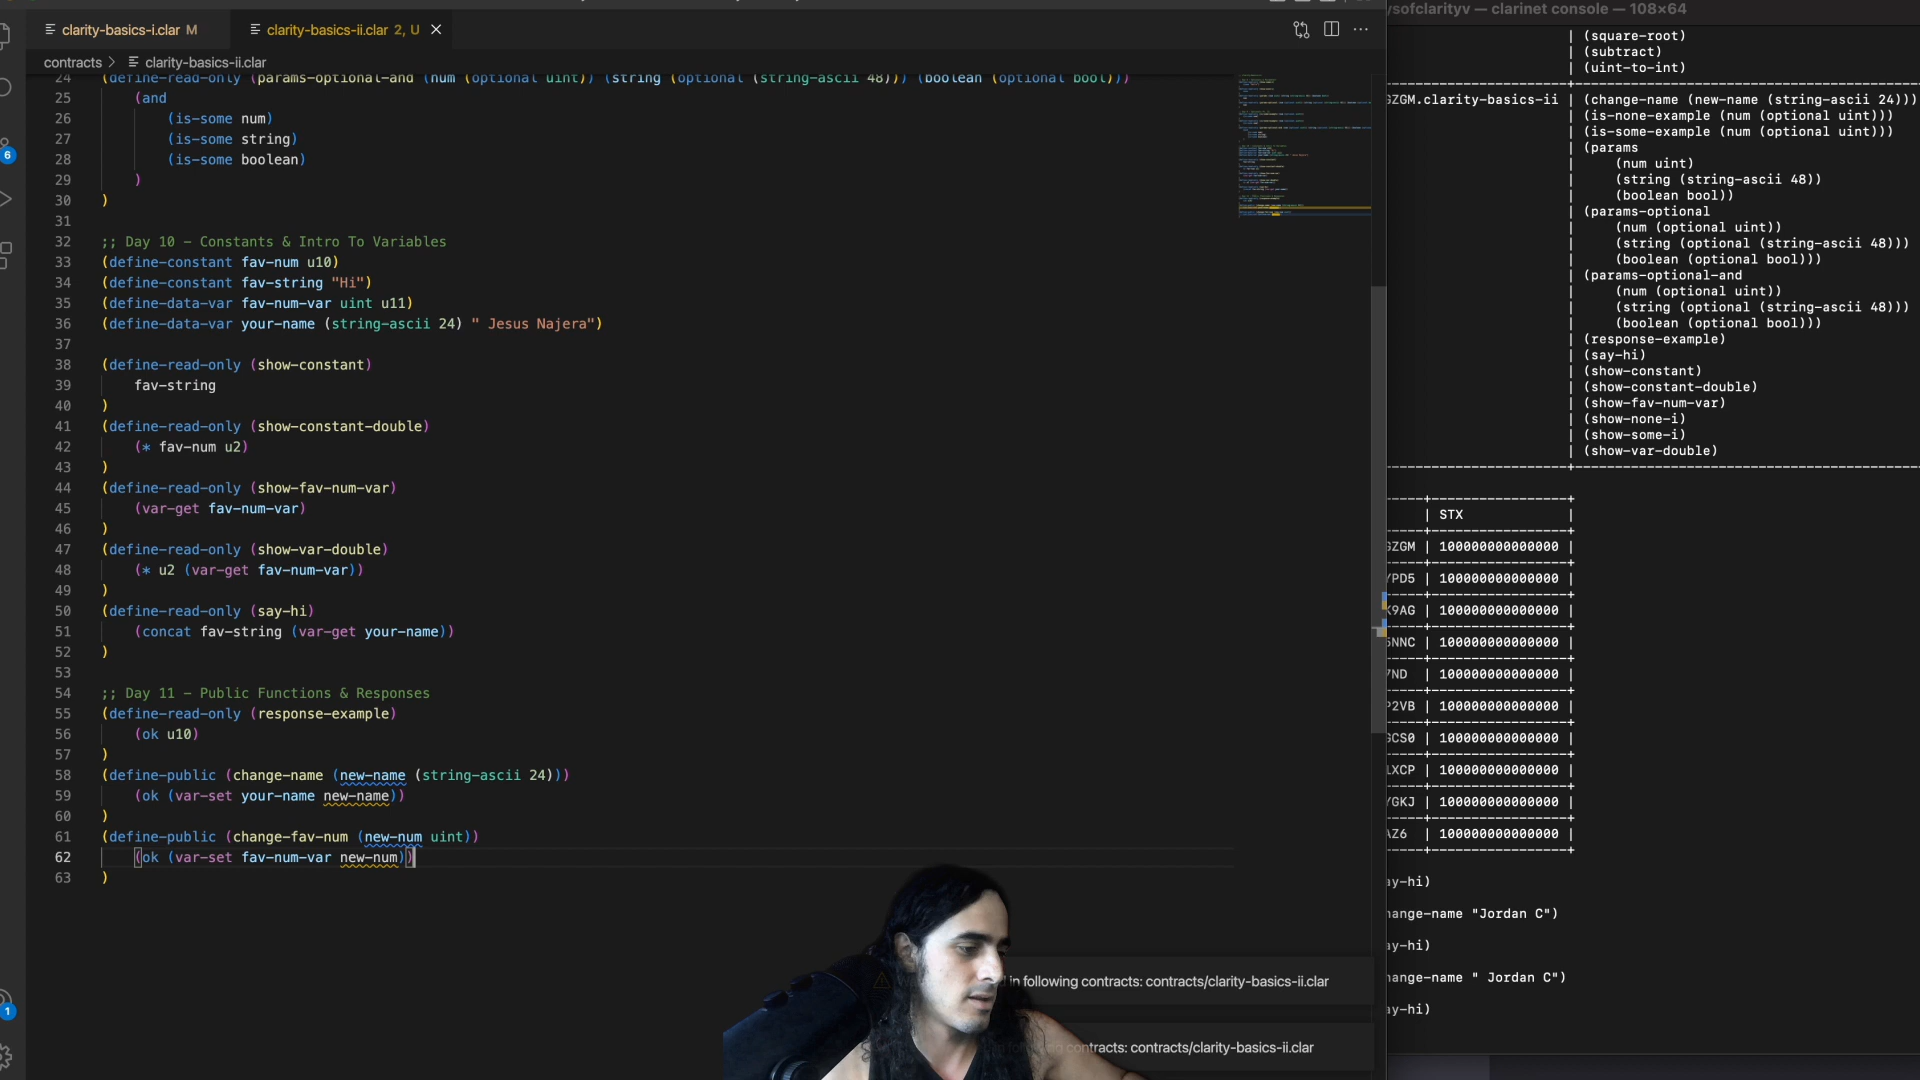 ysofclarityv — clarinet console — 108×64
clarity-basics-i.clar M
clarity-basics-ii.clar 2, U
contracts > clarity-basics-ii.clar
24 (define-read-only (params-optional-and (num (optional uint)) (string (optional (string-ascii 48))) (boolean (optional bool)))
25 (and
26 (is-some num)
27 (is-some string)
28 (is-some boolean)
29 )
30 )
31
32 ;; Day 10 - Constants & Intro To Variables
33 (define-constant fav-num u10)
34 (define-constant fav-string "Hi")
35 (define-data-var fav-num-var uint u11)
36 (define-data-var your-name (string-ascii 24) " Jesus Najera")
37
38 (define-read-only (show-constant)
39 fav-string
40 )
41 (define-read-only (show-constant-double)
42 (* fav-num u2)
43 )
44 (define-read-only (show-fav-num-var)
45 (var-get fav-num-var)
46 )
47 (define-read-only (show-var-double)
48 (* u2 (var-get fav-num-var))
49 )
50 (define-read-only (say-hi)
51 (concat fav-string (var-get your-name))
52 )
53
54 ;; Day 11 - Public Functions & Responses
55 (define-read-only (response-example)
56 (ok u10)
57 )
58 (define-public (change-name (new-name (string-ascii 24)))
59 (ok (var-set your-name new-name))
60 )
61 (define-public (change-fav-num (new-num uint))
62 (ok (var-set fav-num-var new-num))
63 )
6
1
in following contracts: contracts/clarity-basics-ii.clar
contracts: contracts/clarity-basics-ii.clar
| (square-root)
| (subtract)
| (uint-to-int)
GZGM.clarity-basics-ii | (change-name (new-name (string-ascii 24)))
| (is-none-example (num (optional uint)))
| (is-some-example (num (optional uint)))
| (params
| (num uint)
| (string (string-ascii 48))
| (boolean bool))
| (params-optional
| (num (optional uint))
| (string (optional (string-ascii 48)))
| (boolean (optional bool)))
| (params-optional-and
| (num (optional uint))
| (string (optional (string-ascii 48)))
| (boolean (optional bool)))
| (response-example)
| (say-hi)
| (show-constant)
| (show-constant-double)
| (show-fav-num-var)
| (show-none-i)
| (show-some-i)
| (show-var-double)
| STX |
GZGM | 100000000000000 |
YPD5 | 100000000000000 |
K9AG | 100000000000000 |
5NNC | 100000000000000 |
7ND | 100000000000000 |
P2VB | 100000000000000 |
GCS0 | 100000000000000 |
LXCP | 100000000000000 |
YGKJ | 100000000000000 |
AZ6 | 100000000000000 |
ay-hi)
hange-name "Jordan C")
ay-hi)
hange-name " Jordan C")
ay-hi)